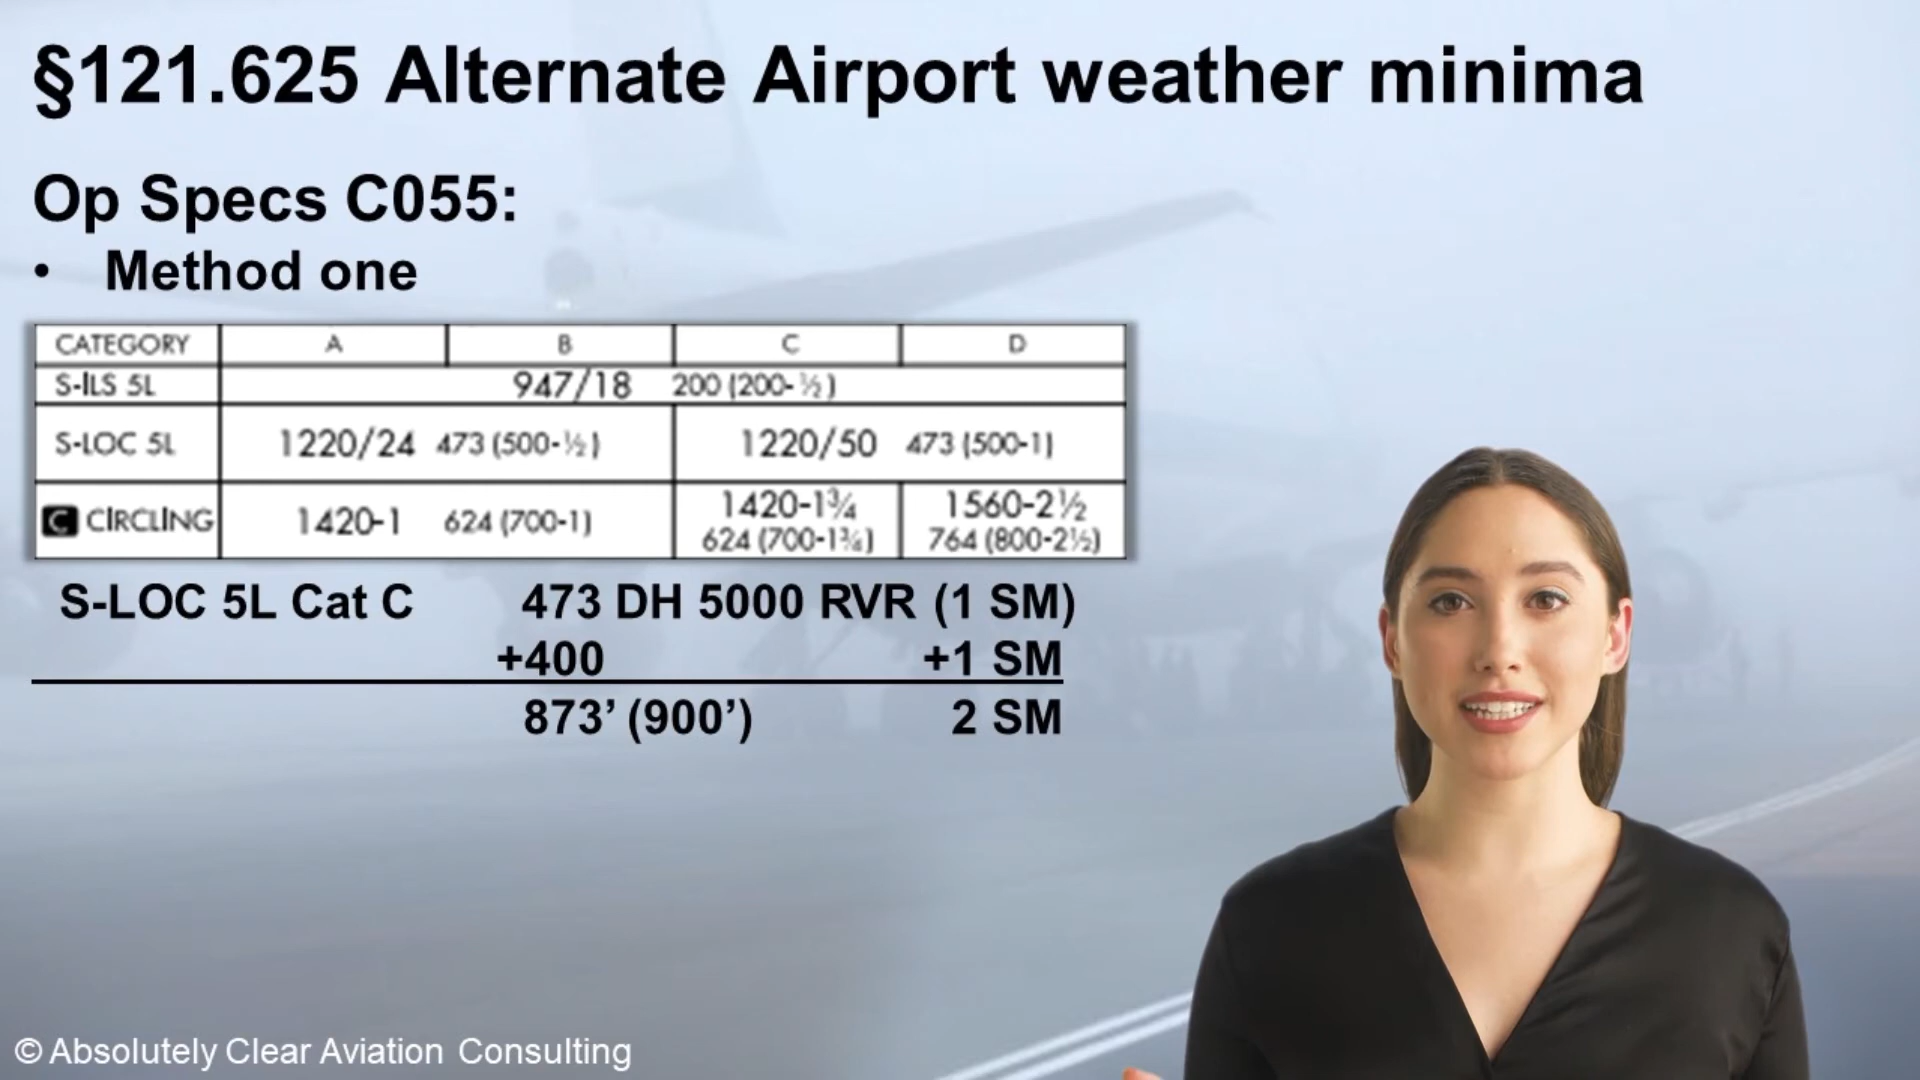 §121.625 Alternate Airport weather minima
Op Specs C055:
• Method one
CATEGORY A B C D
S-ILS 5L 947/18 200 (200-½)
S-LOC 5L 1220/24 473 (500-½) 1220/50 473 (500-1)
C CIRCLING 1420-1 624 (700-1) 1420-1¾ 624 (700-1¾) 1560-2½ 764 (800-2½)
S-LOC 5L Cat C 473 DH 5000 RVR (1 SM)
+400 +1 SM
873’ (900’) 2 SM
© Absolutely Clear Aviation Consulting